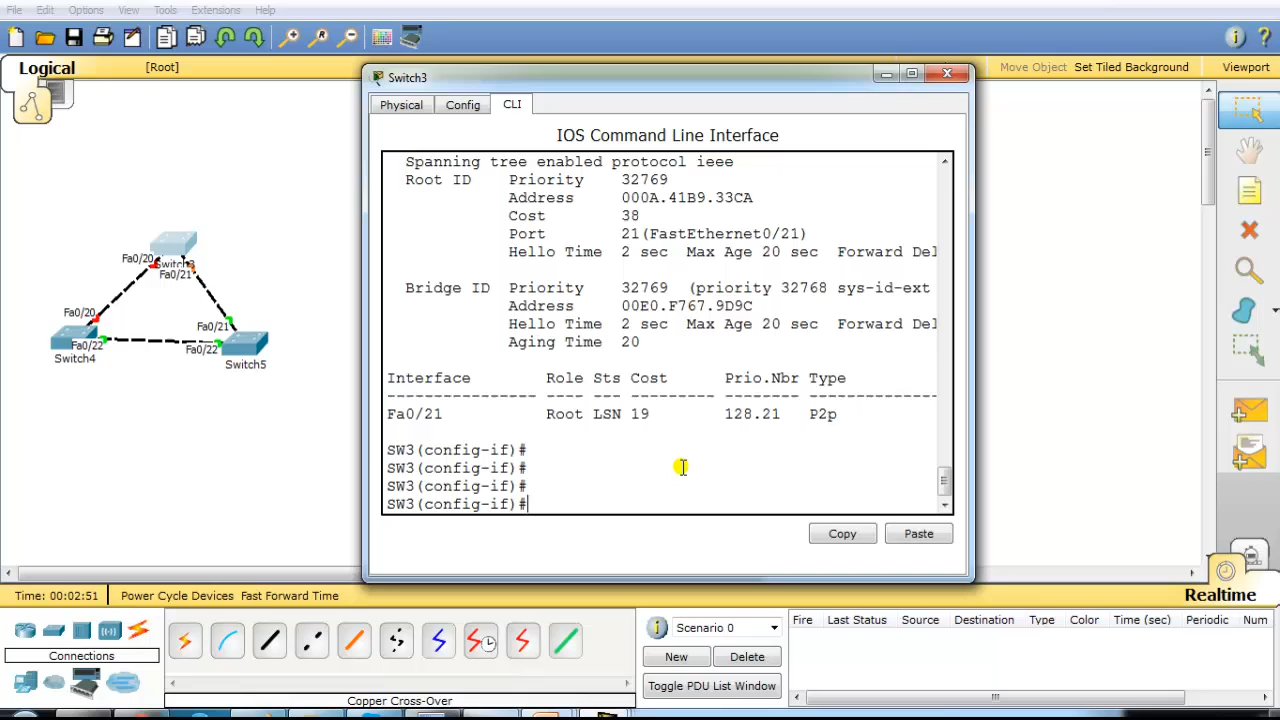 File Edit Options View Tools Extensions Help
Logical
[Root]
Move Object Set Tiled Background
Viewport
Switch3
Physical Config CLI
IOS Command Line Interface
Spanning tree enabled protocol ieee
Root ID Priority 32769
Address 000A.41B9.33CA
Cost 38
Port 21(FastEthernet0/21)
Hello Time 2 sec Max Age 20 sec Forward Del
Bridge ID Priority 32769 (priority 32768 sys-id-ext
Address 00E0.F767.9D9C
Hello Time 2 sec Max Age 20 sec Forward Del
Aging Time 20
Interface Role Sts Cost Prio.Nbr Type
---------------- ---- --- --------- -------- --------------
Fa0/21 Root LSN 19 128.21 P2p
SW3(config-if)#
SW3(config-if)#
SW3(config-if)#
SW3(config-if)#
Copy Paste
Fa0/20
Fa0/21
Fa0/20
Fa0/22
Switch4
Fa0/21
Fa0/22
Switch5
Time: 00:02:51 Power Cycle Devices Fast Forward Time
Realtime
Connections
Copper Cross-Over
Scenario 0
New Delete
Toggle PDU List Window
Fire Last Status Source Destination Type Color Time (sec) Periodic Num